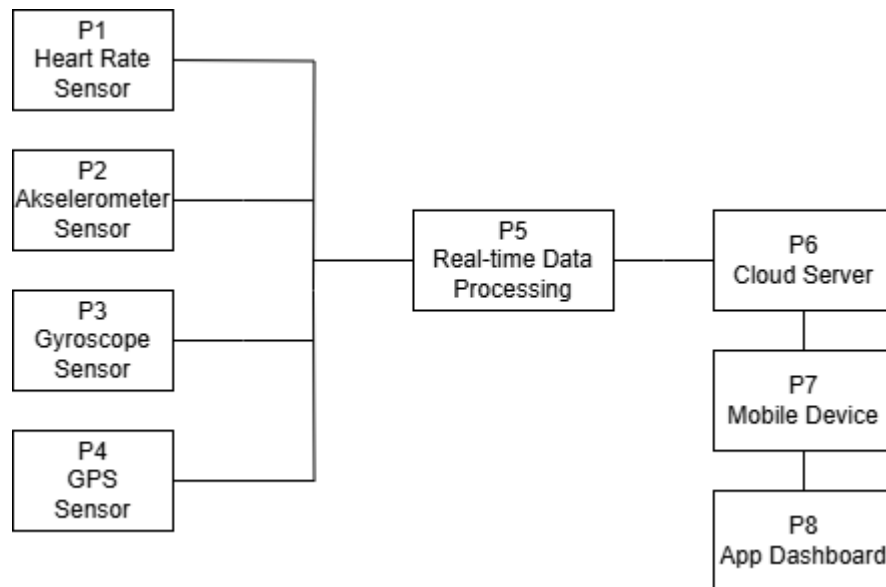 P1
Heart Rate
Sensor
P2
Akselerometer
Sensor
P3
Gyroscope
Sensor
P4
GPS
Sensor
P5
Real-time Data
Processing
P6
Cloud Server
P7
Mobile Device
P8
App Dashboard